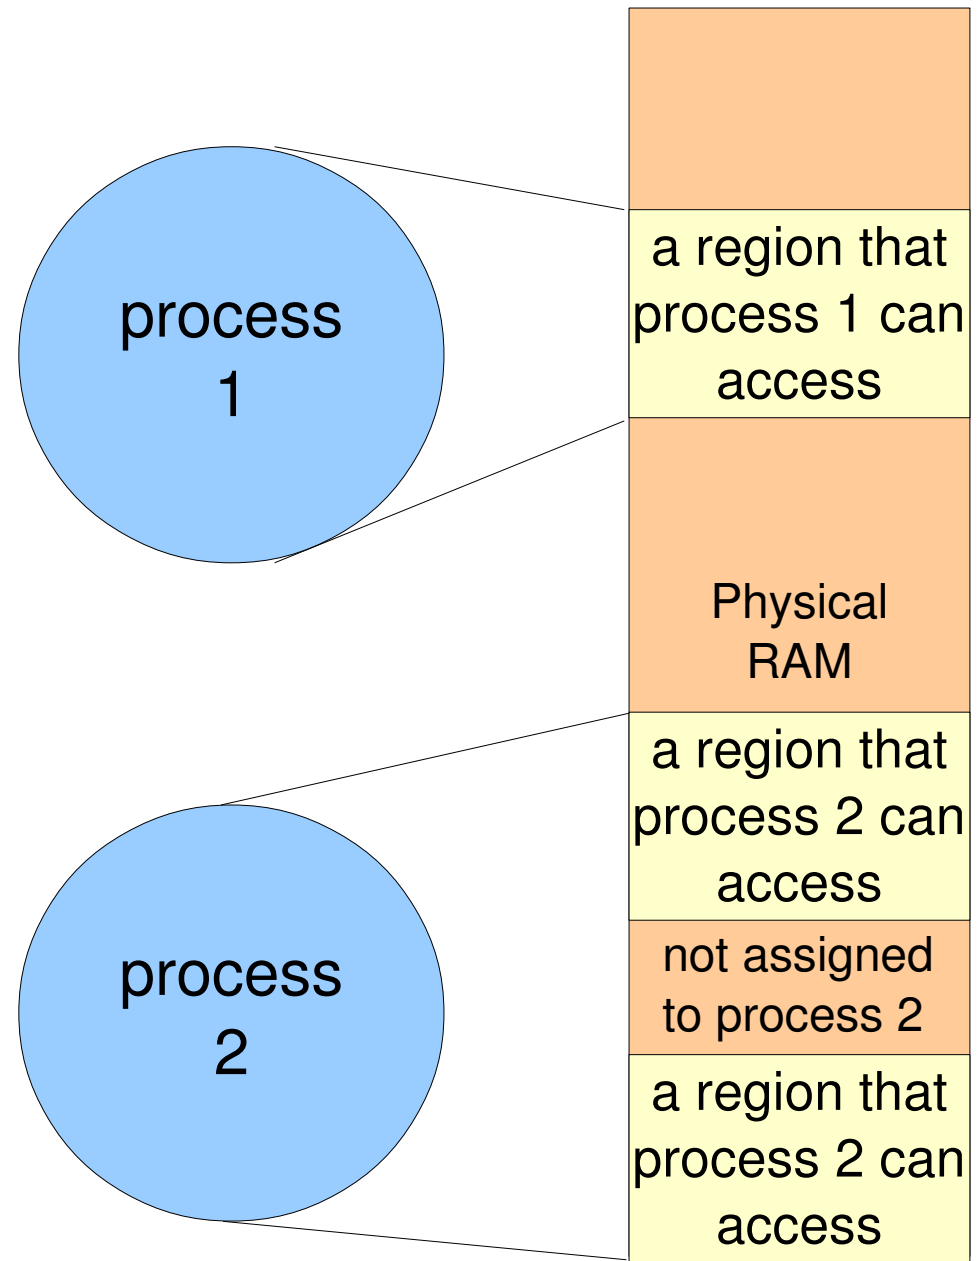 process
1
a region that
process 1 can
access
Physical
RAM
process
2
a region that
process 2 can
access
not assigned
to process 2
a region that
process 2 can
access